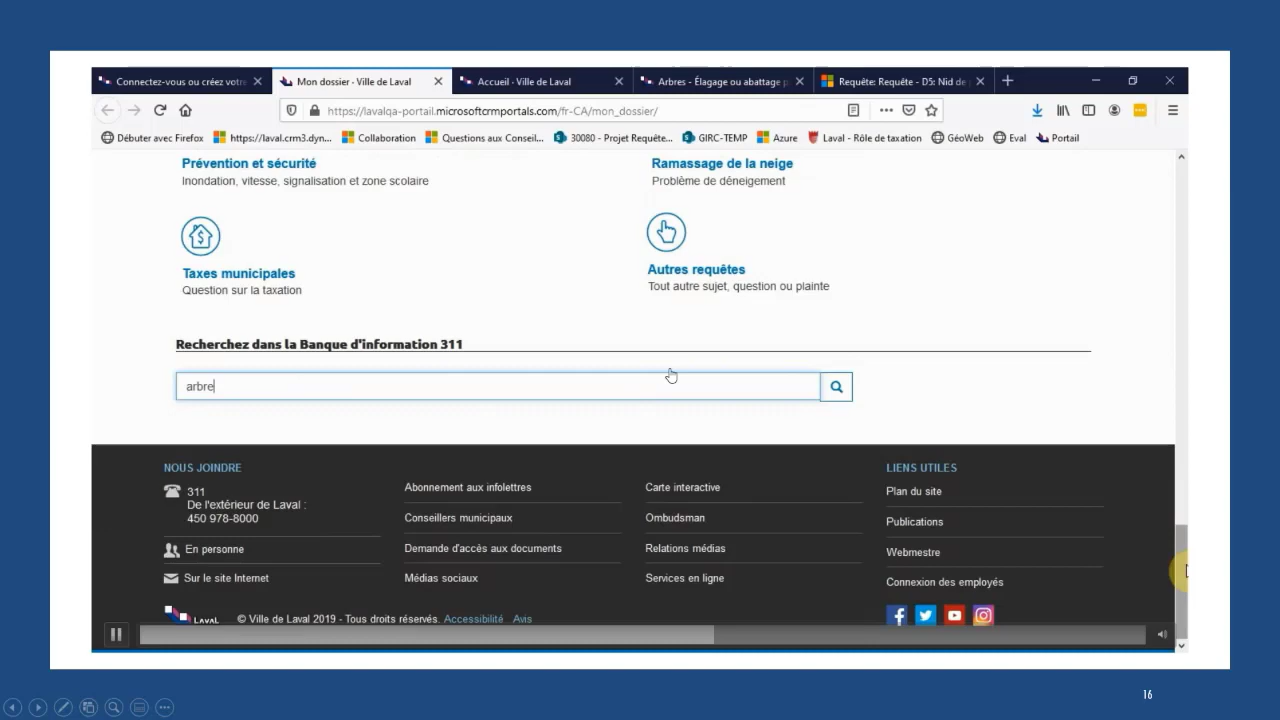 Connectez-vous ou créez votre
Mon dossier - Ville de Laval
Accueil - Ville de Laval
Arbres - Élagage ou abattage p
Requête: Requête - D5: Nid de
https://lavalqa-portail.microsoftcrmportals.com/fr-CA/mon_dossier/
Débuter avec Firefox
https://laval.crm3.dyn...
Collaboration
Questions aux Conseil...
30080 - Projet Requête...
GIRC-TEMP
Azure
Laval - Rôle de taxation
GéoWeb
Eval
Portail
Prévention et sécurité
Inondation, vitesse, signalisation et zone scolaire
Ramassage de la neige
Problème de déneigement
Taxes municipales
Question sur la taxation
Autres requêtes
Tout autre sujet, question ou plainte
Recherchez dans la Banque d'information 311
arbre
NOUS JOINDRE
311
De l'extérieur de Laval :
450 978-8000
En personne
Sur le site Internet
Abonnement aux infolettres
Conseillers municipaux
Demande d'accès aux documents
Médias sociaux
Carte interactive
Ombudsman
Relations médias
Services en ligne
LIENS UTILES
Plan du site
Publications
Webmestre
Connexion des employés
LAVAL
© Ville de Laval 2019 - Tous droits réservés. Accessibilité Avis
16